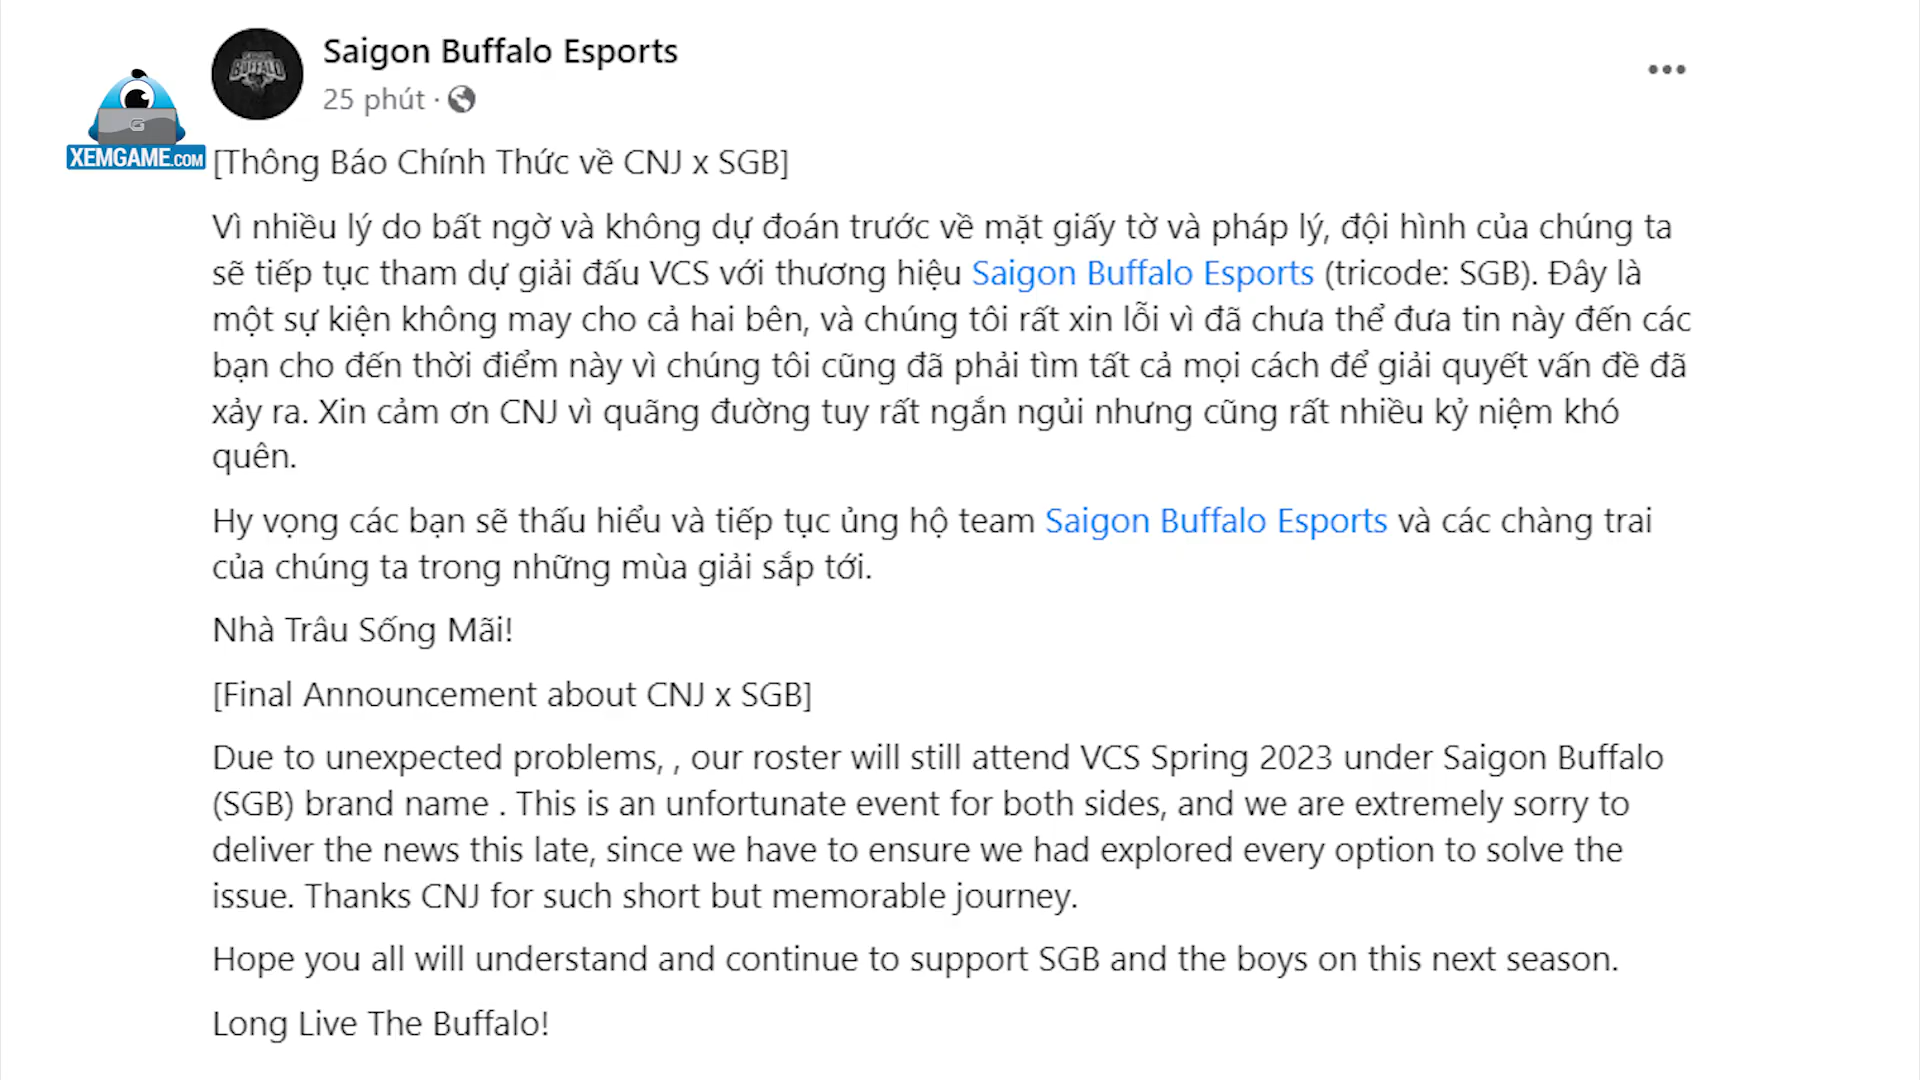 Saigon Buffalo Esports
25 phút ·
XEMGAME.COM
[Thông Báo Chính Thức về CNJ x SGB]
Vì nhiều lý do bất ngờ và không dự đoán trước về mặt giấy tờ và pháp lý, đội hình của chúng ta
sẽ tiếp tục tham dự giải đấu VCS với thương hiệu Saigon Buffalo Esports (tricode: SGB). Đây là
một sự kiện không may cho cả hai bên, và chúng tôi rất xin lỗi vì đã chưa thể đưa tin này đến các
bạn cho đến thời điểm này vì chúng tôi cũng đã phải tìm tất cả mọi cách để giải quyết vấn đề đã
xảy ra. Xin cảm ơn CNJ vì quãng đường tuy rất ngắn ngủi nhưng cũng rất nhiều kỷ niệm khó
quên.
Hy vọng các bạn sẽ thấu hiểu và tiếp tục ủng hộ team Saigon Buffalo Esports và các chàng trai
của chúng ta trong những mùa giải sắp tới.
Nhà Trâu Sống Mãi!
[Final Announcement about CNJ x SGB]
Due to unexpected problems, , our roster will still attend VCS Spring 2023 under Saigon Buffalo
(SGB) brand name . This is an unfortunate event for both sides, and we are extremely sorry to
deliver the news this late, since we have to ensure we had explored every option to solve the
issue. Thanks CNJ for such short but memorable journey.
Hope you all will understand and continue to support SGB and the boys on this next season.
Long Live The Buffalo!